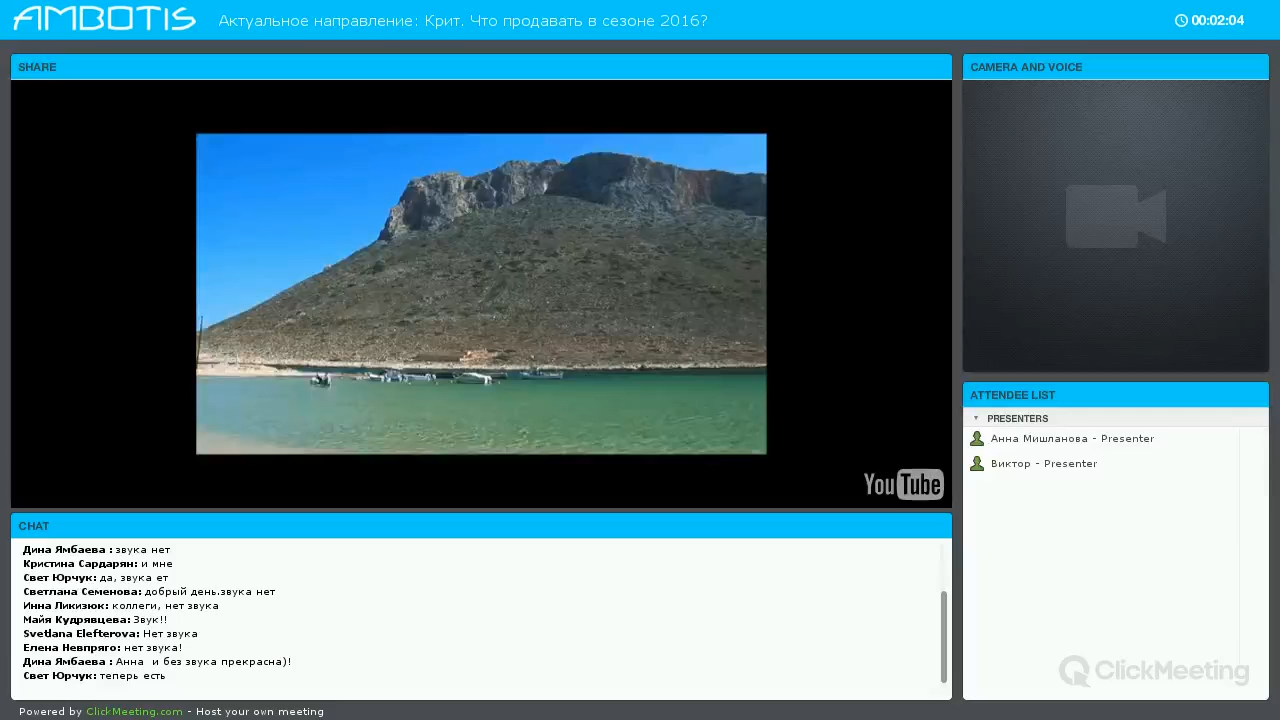 AMBOTIS
Актуальное направление: Крит. Что продавать в сезоне 2016?
00:02:04
SHARE
YouTube
CAMERA AND VOICE
ATTENDEE LIST
PRESENTERS
Анна Мишланова - Presenter
Виктор - Presenter
ClickMeeting
CHAT
Дина Ямбаева : звука нет
Кристина Сардарян: и мне
Свет Юрчук: да, звука ет
Светлана Семенова: добрый день.звука нет
Инна Ликизюк: коллеги, нет звука
Майя Кудрявцева: Звук!!
Svetlana Elefterova: Нет звука
Елена Невпряго: нет звука!
Дина Ямбаева : Анна и без звука прекрасна)!
Свет Юрчук: теперь есть
Powered by ClickMeeting.com - Host your own meeting